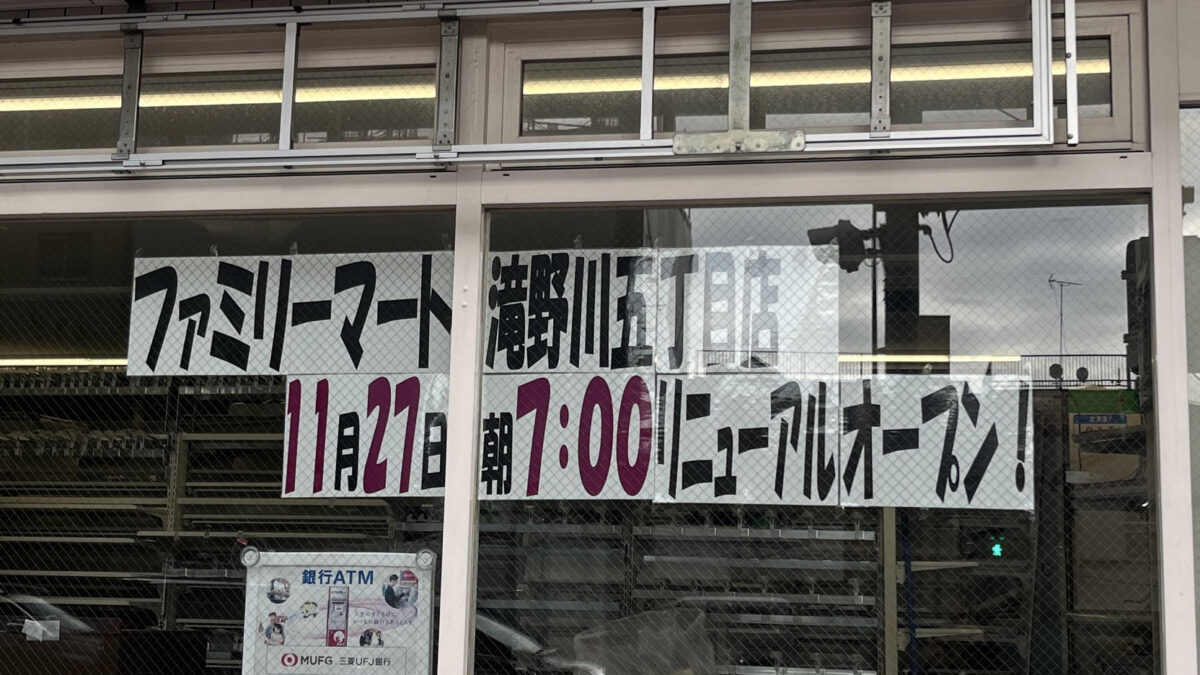 ファミリーマート 滝野川五丁目店
11月27日 朝7:00リニューアルオープン!
銀行ATM
MUFG 三菱UFJ銀行